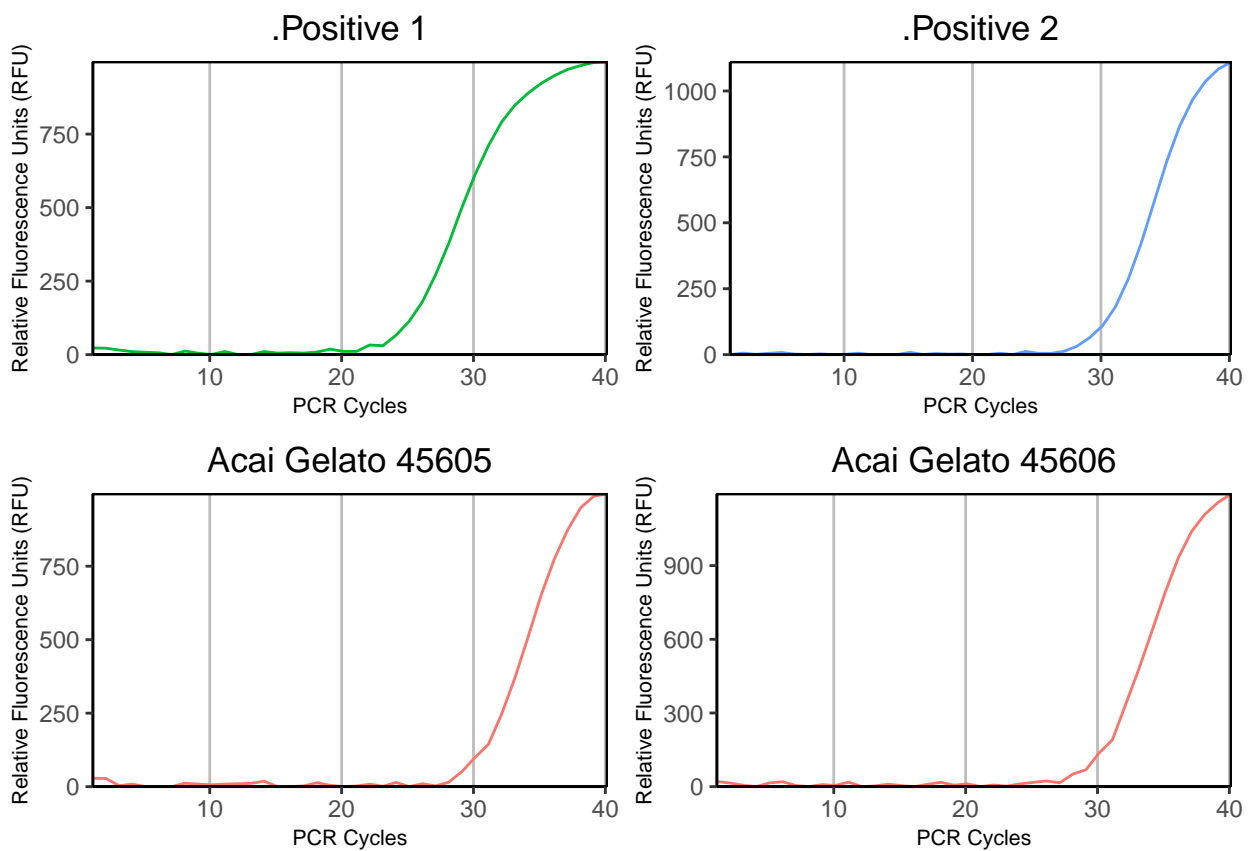 .Positive 1
Relative Fluorescence Units (RFU)
750
500
250
0
10 20 30 40
PCR Cycles
.Positive 2
Relative Fluorescence Units (RFU)
1000
750
500
250
0
10 20 30 40
PCR Cycles
Acai Gelato 45605
Relative Fluorescence Units (RFU)
750
500
250
0
10 20 30 40
PCR Cycles
Acai Gelato 45606
Relative Fluorescence Units (RFU)
900
600
300
0
10 20 30 40
PCR Cycles